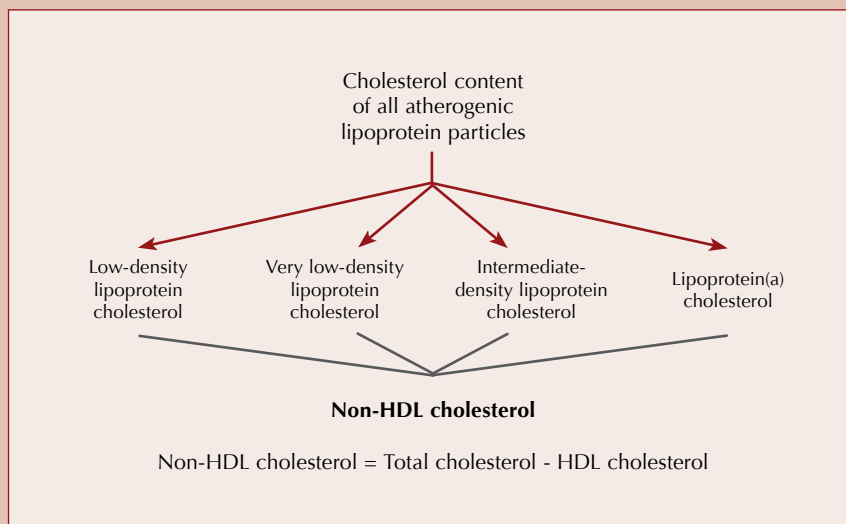 Cholesterol content
of all atherogenic
lipoprotein particles
Low-density
lipoprotein
cholesterol
Very low-density
lipoprotein
cholesterol
Intermediate-
density lipoprotein
cholesterol
Lipoprotein(a)
cholesterol
Non-HDL cholesterol
Non-HDL cholesterol = Total cholesterol - HDL cholesterol